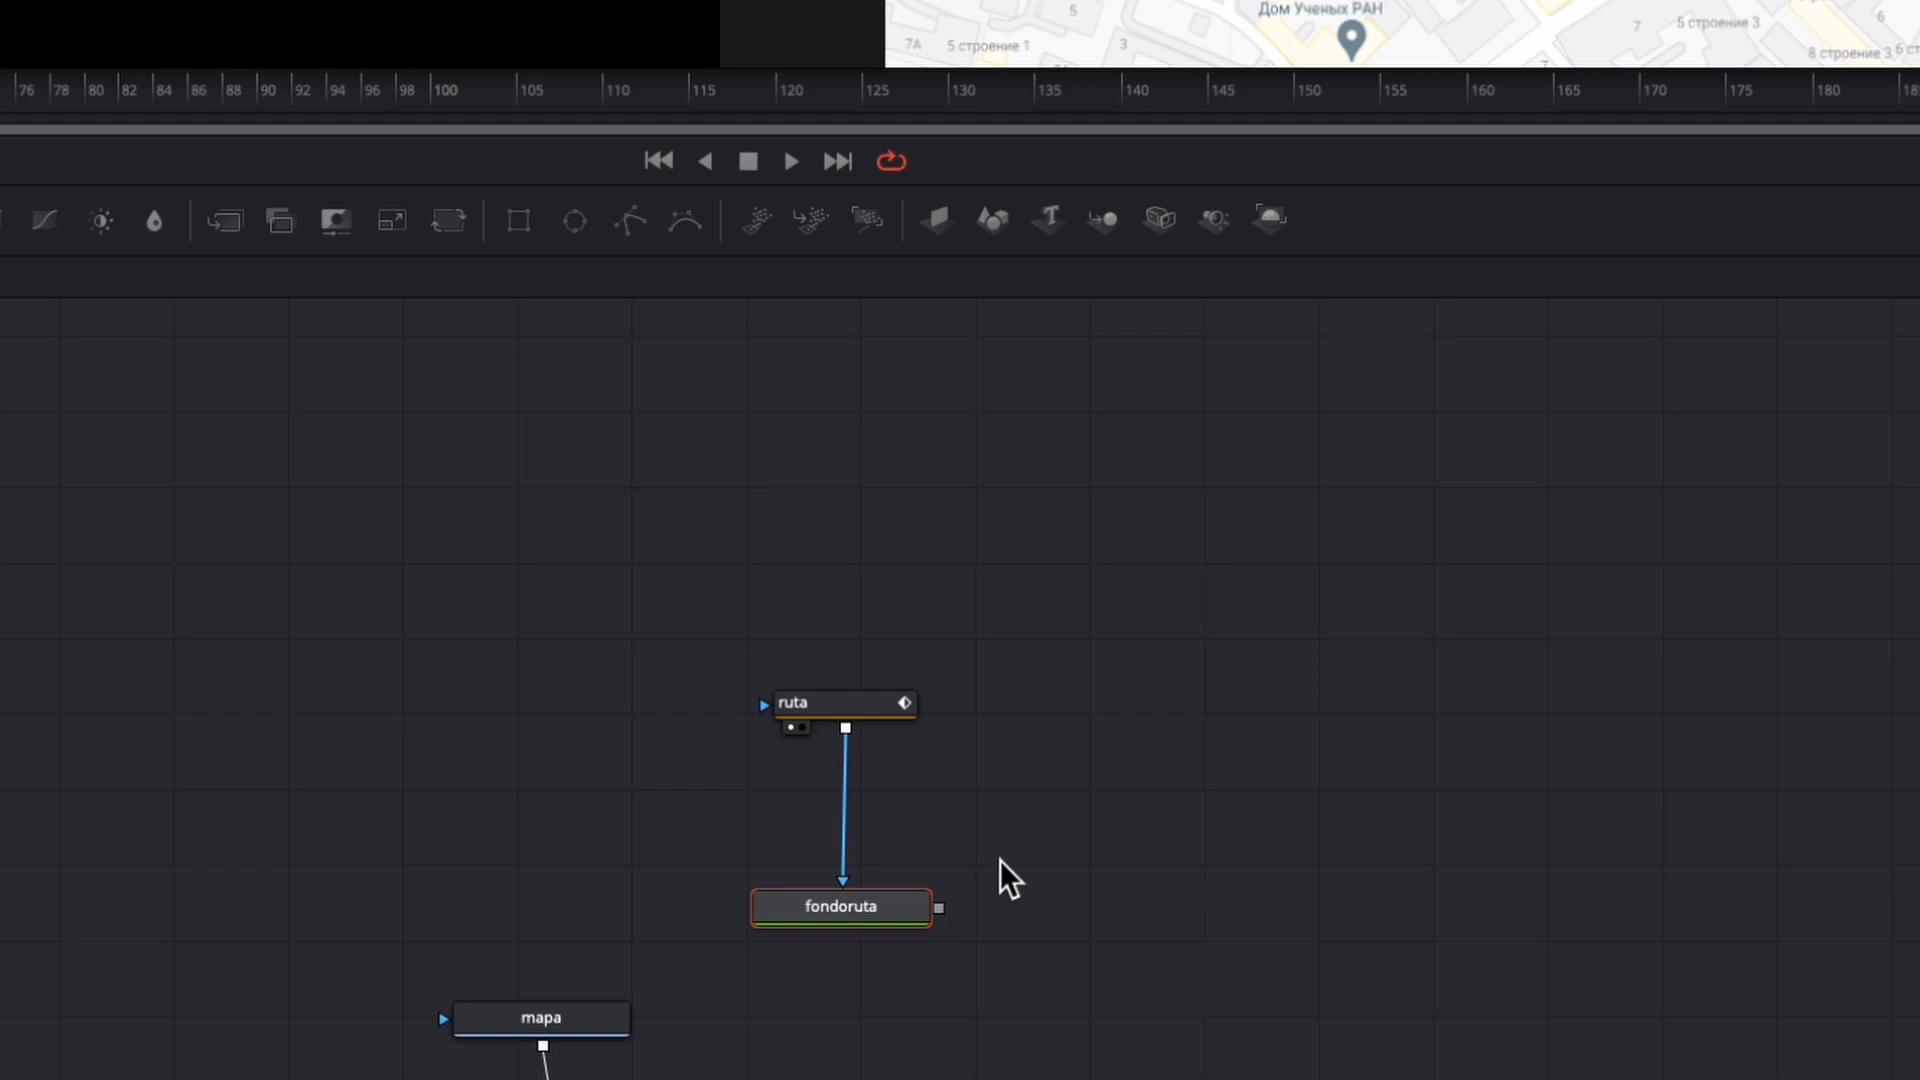 Дом Ученых РАН
5
7А
5 строение 1
3
7
5 строение 3
6
8 строение 3
76 78 80 82 84 86 88 90 92 94 96 98 100 105 110 115 120 125 130 135 140 145 150 155 160 165 170 175 180
ruta
fondoruta
mapa